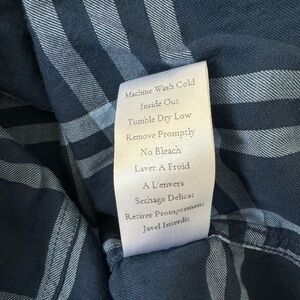 Machine Wash Cold
Inside Out
Tumble Dry Low
Remove Promptly
No Bleach
Laver A Froid
A L'envers
Sechage Delicat
Retirer Promptement
Javel Interdit